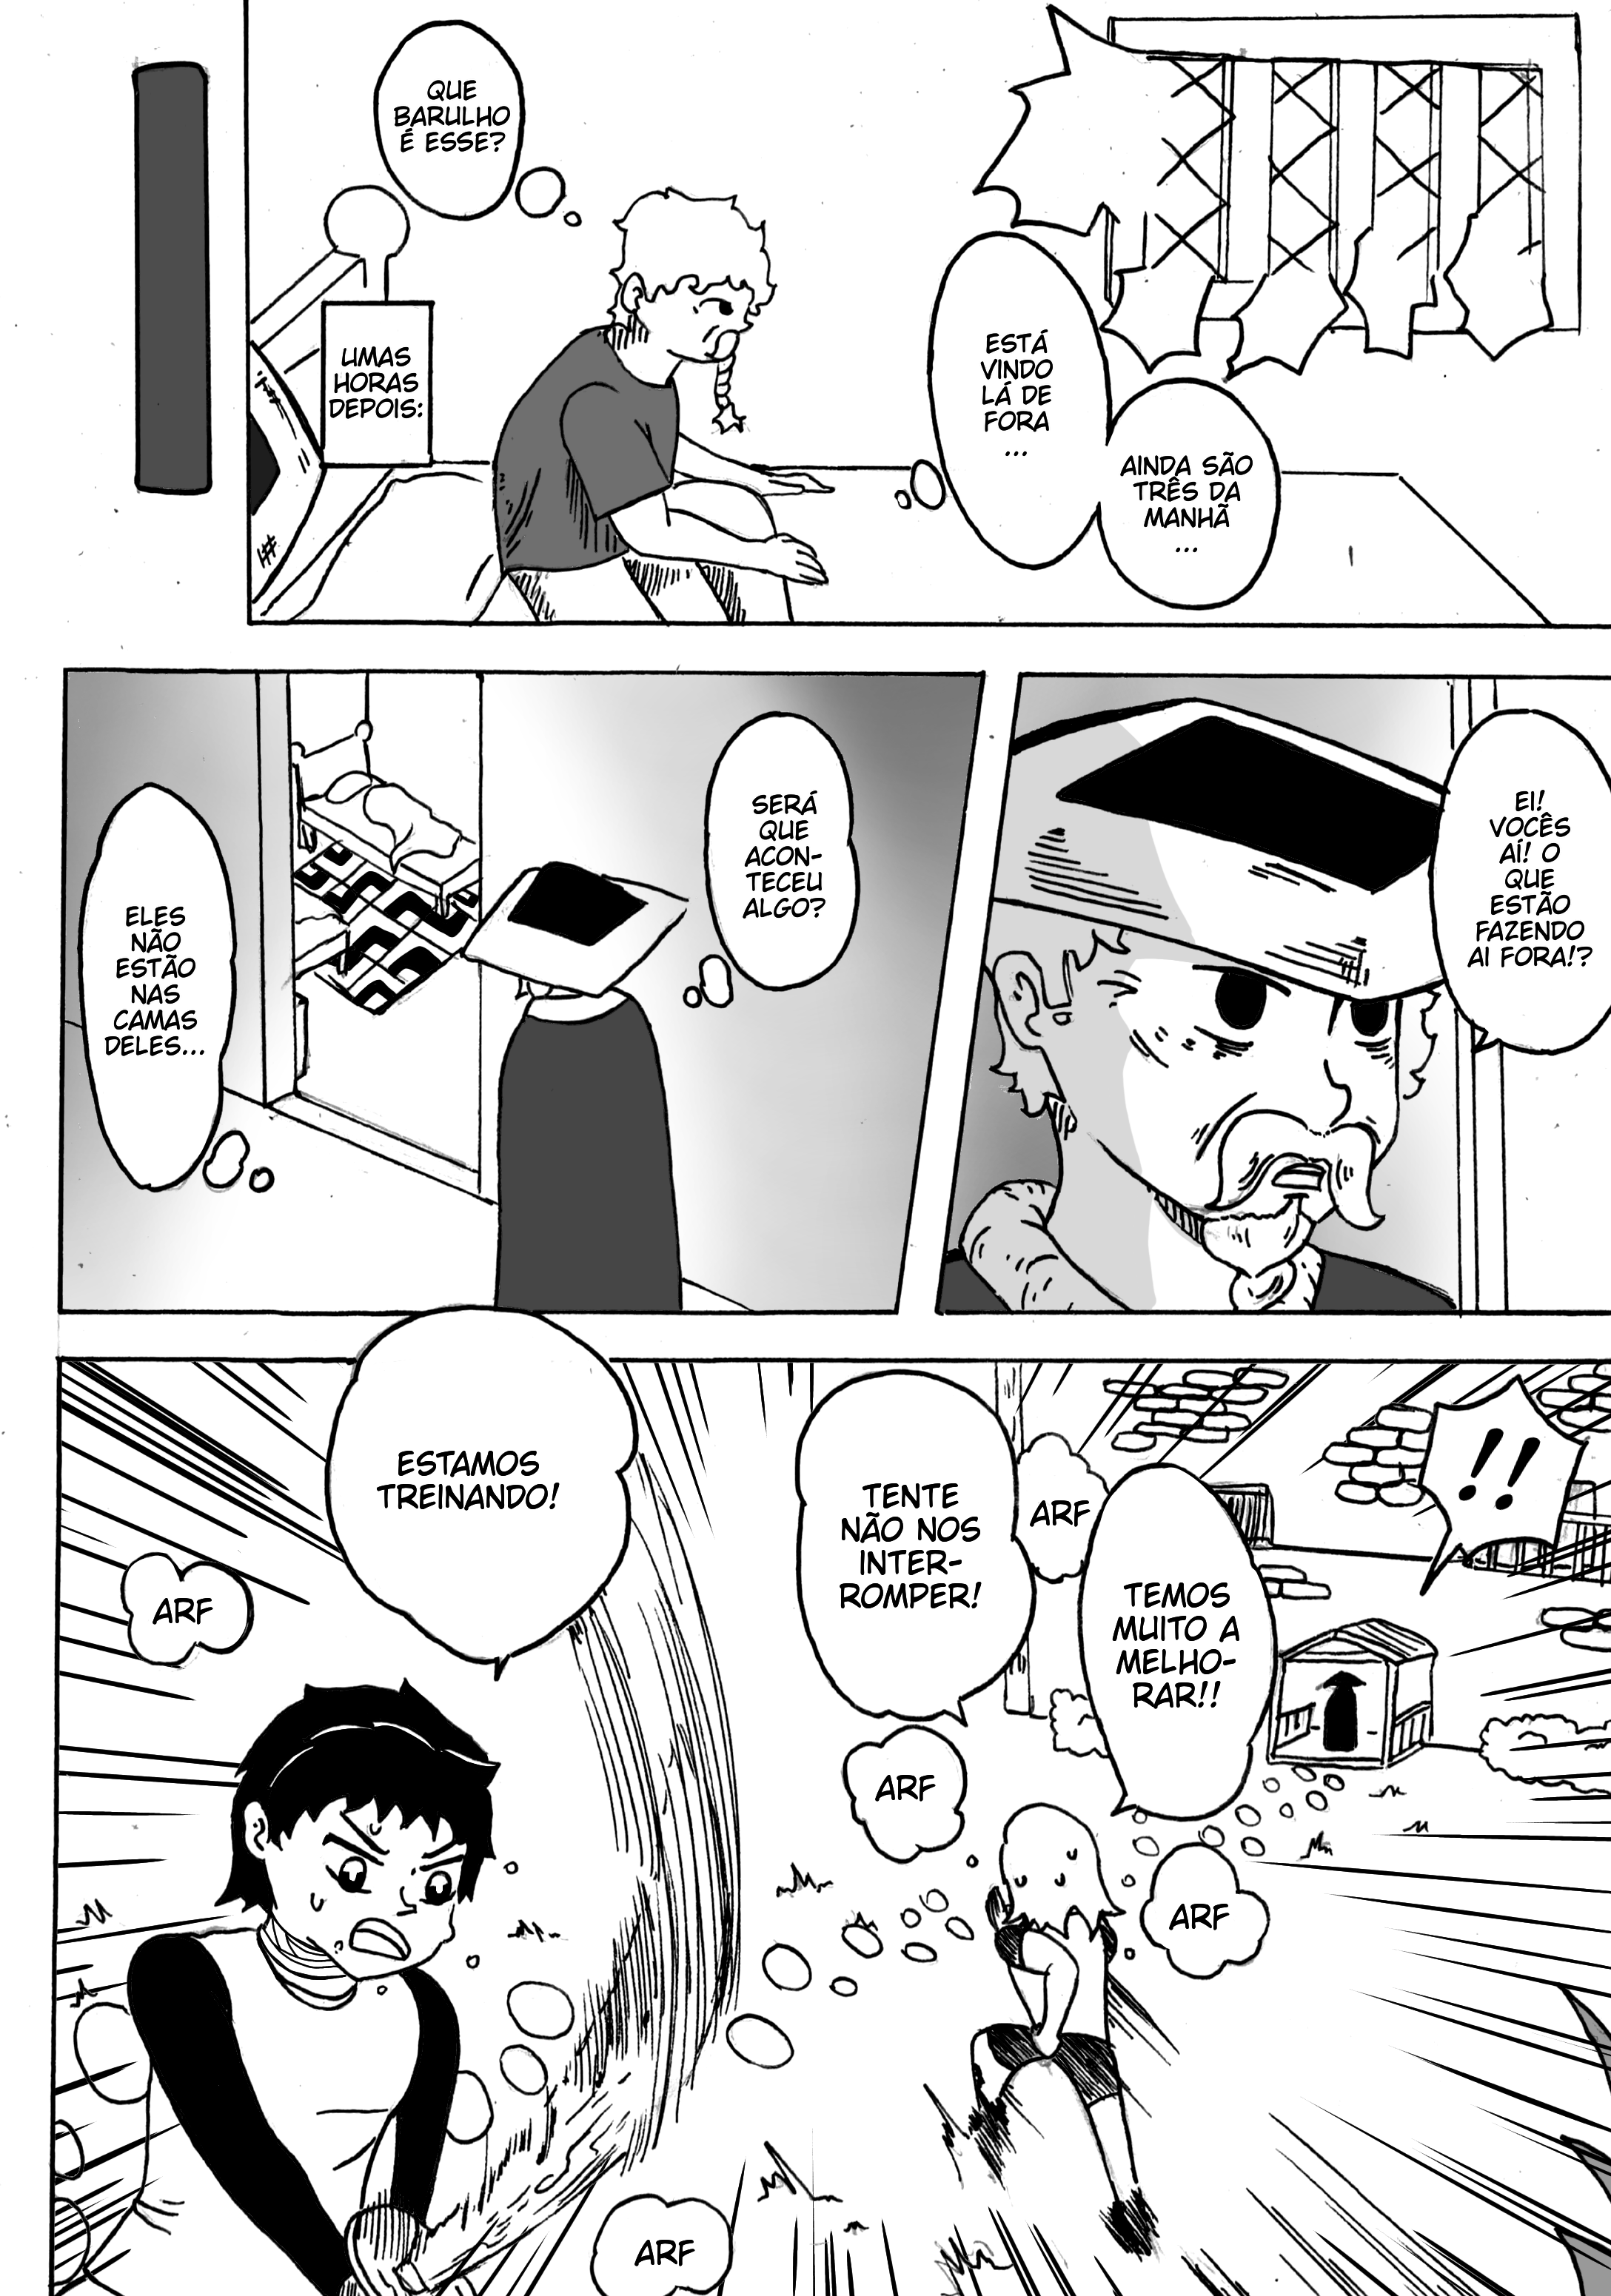 QUE
BARULHO
É ESSE?
UMAS
HORAS
DEPOIS:
ESTÁ
VINDO
LÁ DE
FORA
...
AINDA SÃO
TRÊS DA
MANHÃ
...
ELES
NÃO
ESTÃO
NAS
CAMAS
DELES...
SERÁ
QUE
ACON-
TECEU
ALGO?
EI!
VOCÊS
AÍ! O
QUE
ESTÃO
FAZENDO
AI FORA!?
ESTAMOS
TREINANDO!
ARF
TENTE
NÃO NOS
INTER-
ROMPER!
ARF
TEMOS
MUITO A
MELHO-
RAR!!
!!
ARF
ARF
ARF